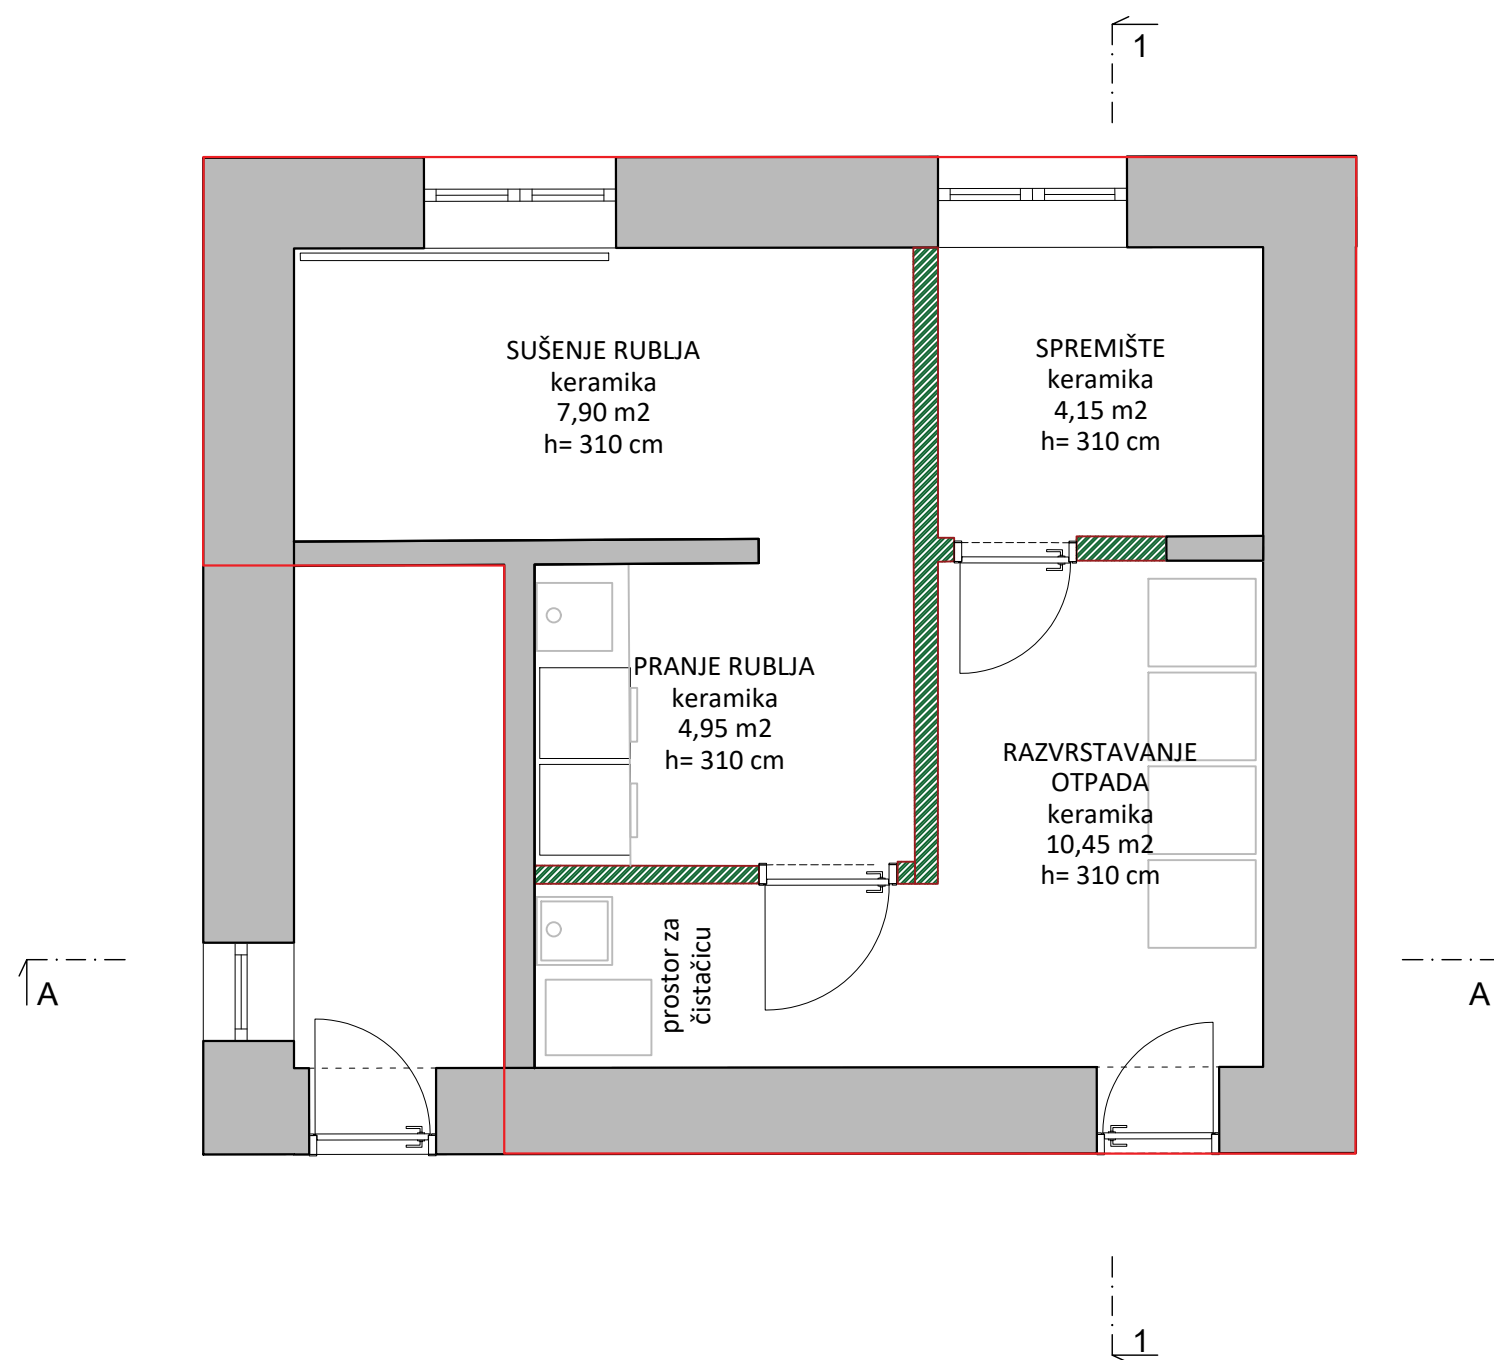 1
SUŠENJE RUBLJA
keramika
7,90 m2
h= 310 cm
SPREMIŠTE
keramika
4,15 m2
h= 310 cm
PRANJE RUBLJA
keramika
4,95 m2
h= 310 cm
RAZVRSTAVANJE
OTPADA
keramika
10,45 m2
h= 310 cm
prostor za
čistačicu
A
A
1